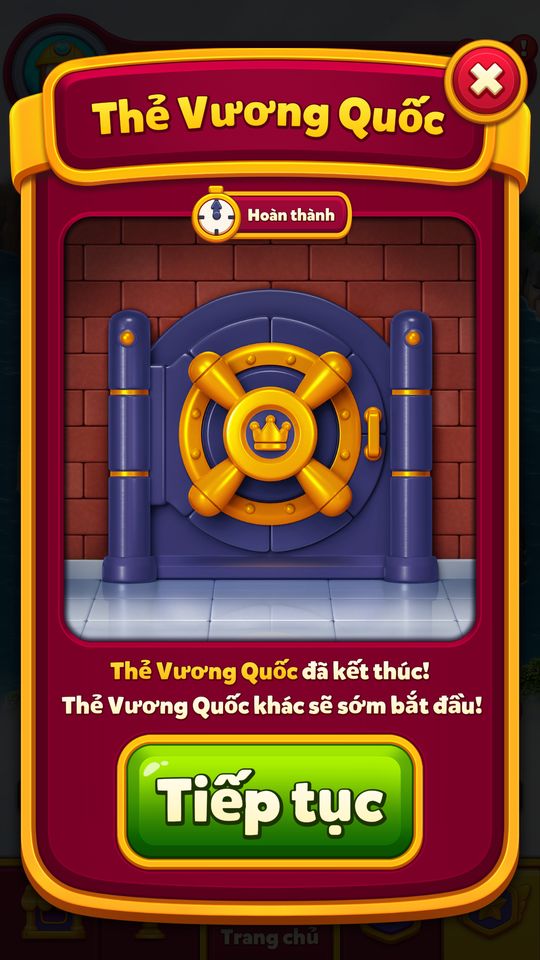 Thẻ Vương Quốc
Hoàn thành
Thẻ Vương Quốc đã kết thúc!
Thẻ Vương Quốc khác sẽ sớm bắt đầu!
Tiếp tục
Trang chủ